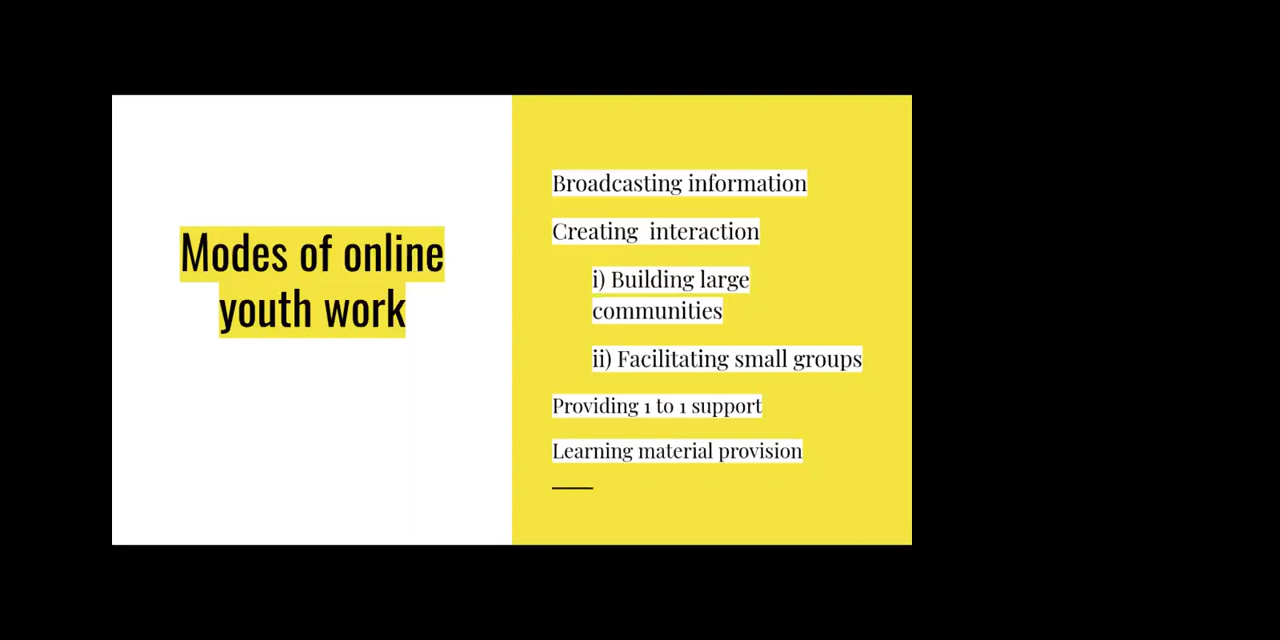 Modes of online
youth work
Broadcasting information
Creating  interaction
i) Building large
communities
ii) Facilitating small groups
Providing 1 to 1 support
Learning material provision